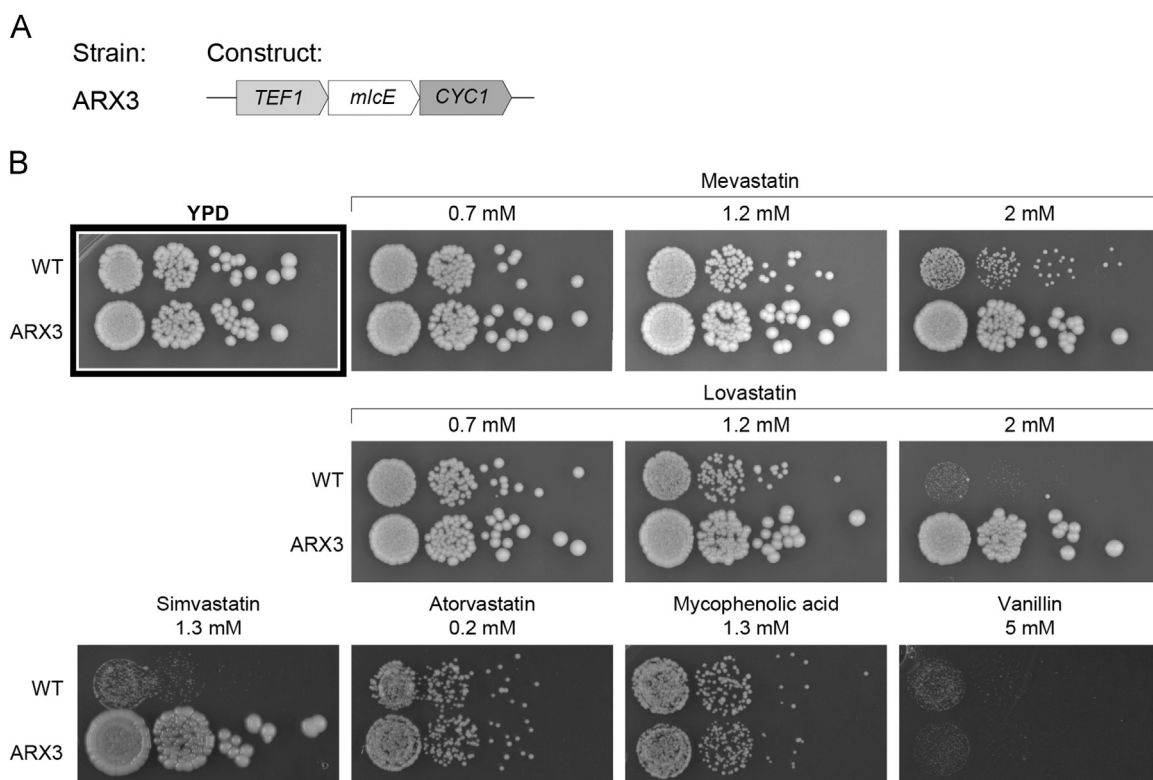 A
Strain: Construct:
ARX3 TEF1 mlcE CYC1
B
Mevastatin
YPD 0.7 mM 1.2 mM 2 mM
WT
ARX3
Lovastatin
0.7 mM 1.2 mM 2 mM
WT
ARX3
Simvastatin Atorvastatin Mycophenolic acid Vanillin
1.3 mM 0.2 mM 1.3 mM 5 mM
WT
ARX3